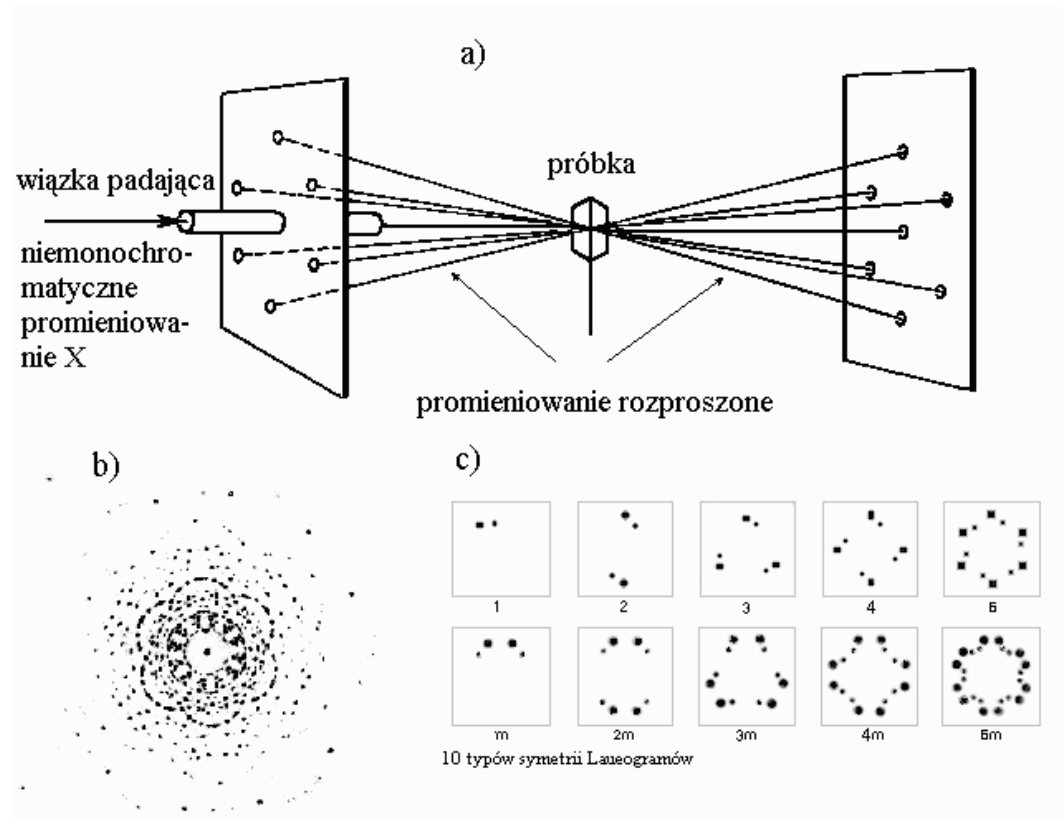 a)
próbka
wiązka padająca
niemonochro-
matyczne
promieniowa-
nie X
promieniowanie rozproszone
b)
c)
1
2
3
4
6
m
2m
3m
4m
6m
10 typów symetrii Laueogramów